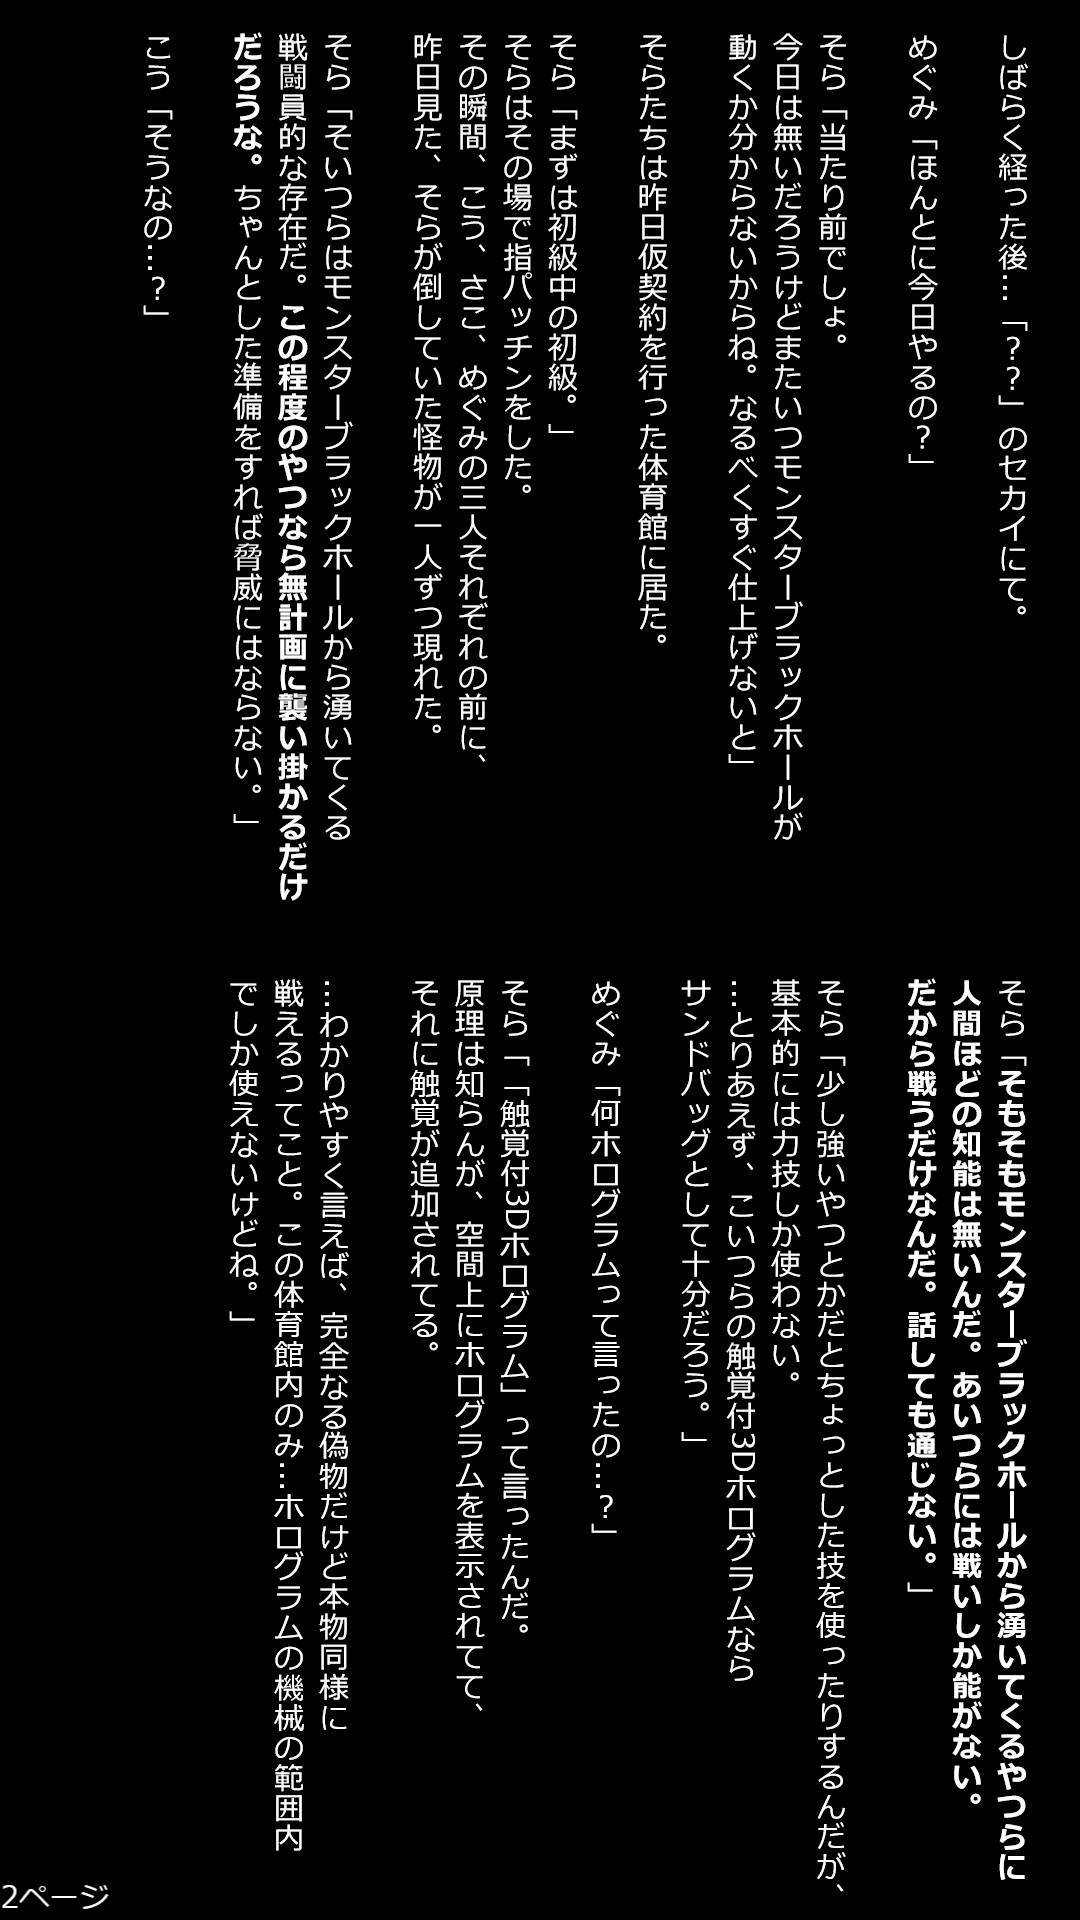 しばらく経った後…「??」のセカイにて。
めぐみ「ほんとに今日やるの?」
そら「当たり前でしょ。
今日は無いだろうけどまたいつモンスターブラックホールが
動くか分からないからね。なるべくすぐ仕上げないと」
そらたちは昨日仮契約を行った体育館に居た。
そら「まずは初級中の初級。」
そらはその場で指パッチンをした。
その瞬間、こう、さこ、めぐみの三人それぞれの前に、
昨日見た、そらが倒していた怪物が一人ずつ現れた。
そら「そいつらはモンスターブラックホールから湧いてくる
戦闘員的な存在だ。この程度のやつなら無計画に襲い掛かるだけ
だろうな。ちゃんとした準備をすれば脅威にはならない。」
こう「そうなの…?」
そら「そもそもモンスターブラックホールから湧いてくるやつらに
人間ほどの知能は無いんだ。あいつらには戦いしか能がない。
だから戦うだけなんだ。話しても通じない。」
そら「少し強いやつとかだとちょっとした技を使ったりするんだが、
基本的には力技しか使わない。
…とりあえず、こいつらの触覚付3Dホログラムなら
サンドバッグとして十分だろう。」
めぐみ「何ホログラムって言ったの…?」
そら「「触覚付3Dホログラム」って言ったんだ。
原理は知らんが、空間上にホログラムを表示されてて、
それに触覚が追加されてる。
…わかりやすく言えば、完全なる偽物だけど本物同様に
戦えるってこと。この体育館内のみ…ホログラムの機械の範囲内
でしか使えないけどね。」
2ページ